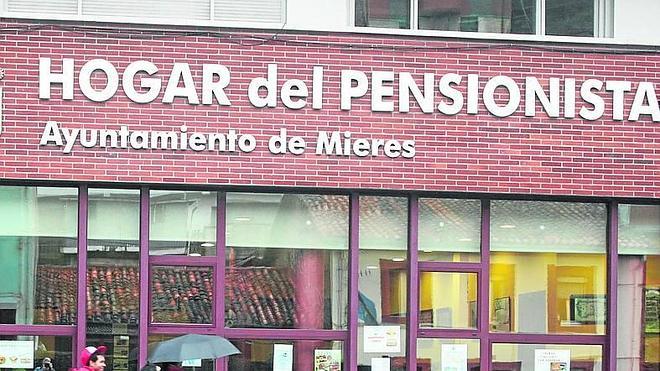 HOGAR del PENSIONISTA
Ayuntamiento de Mieres